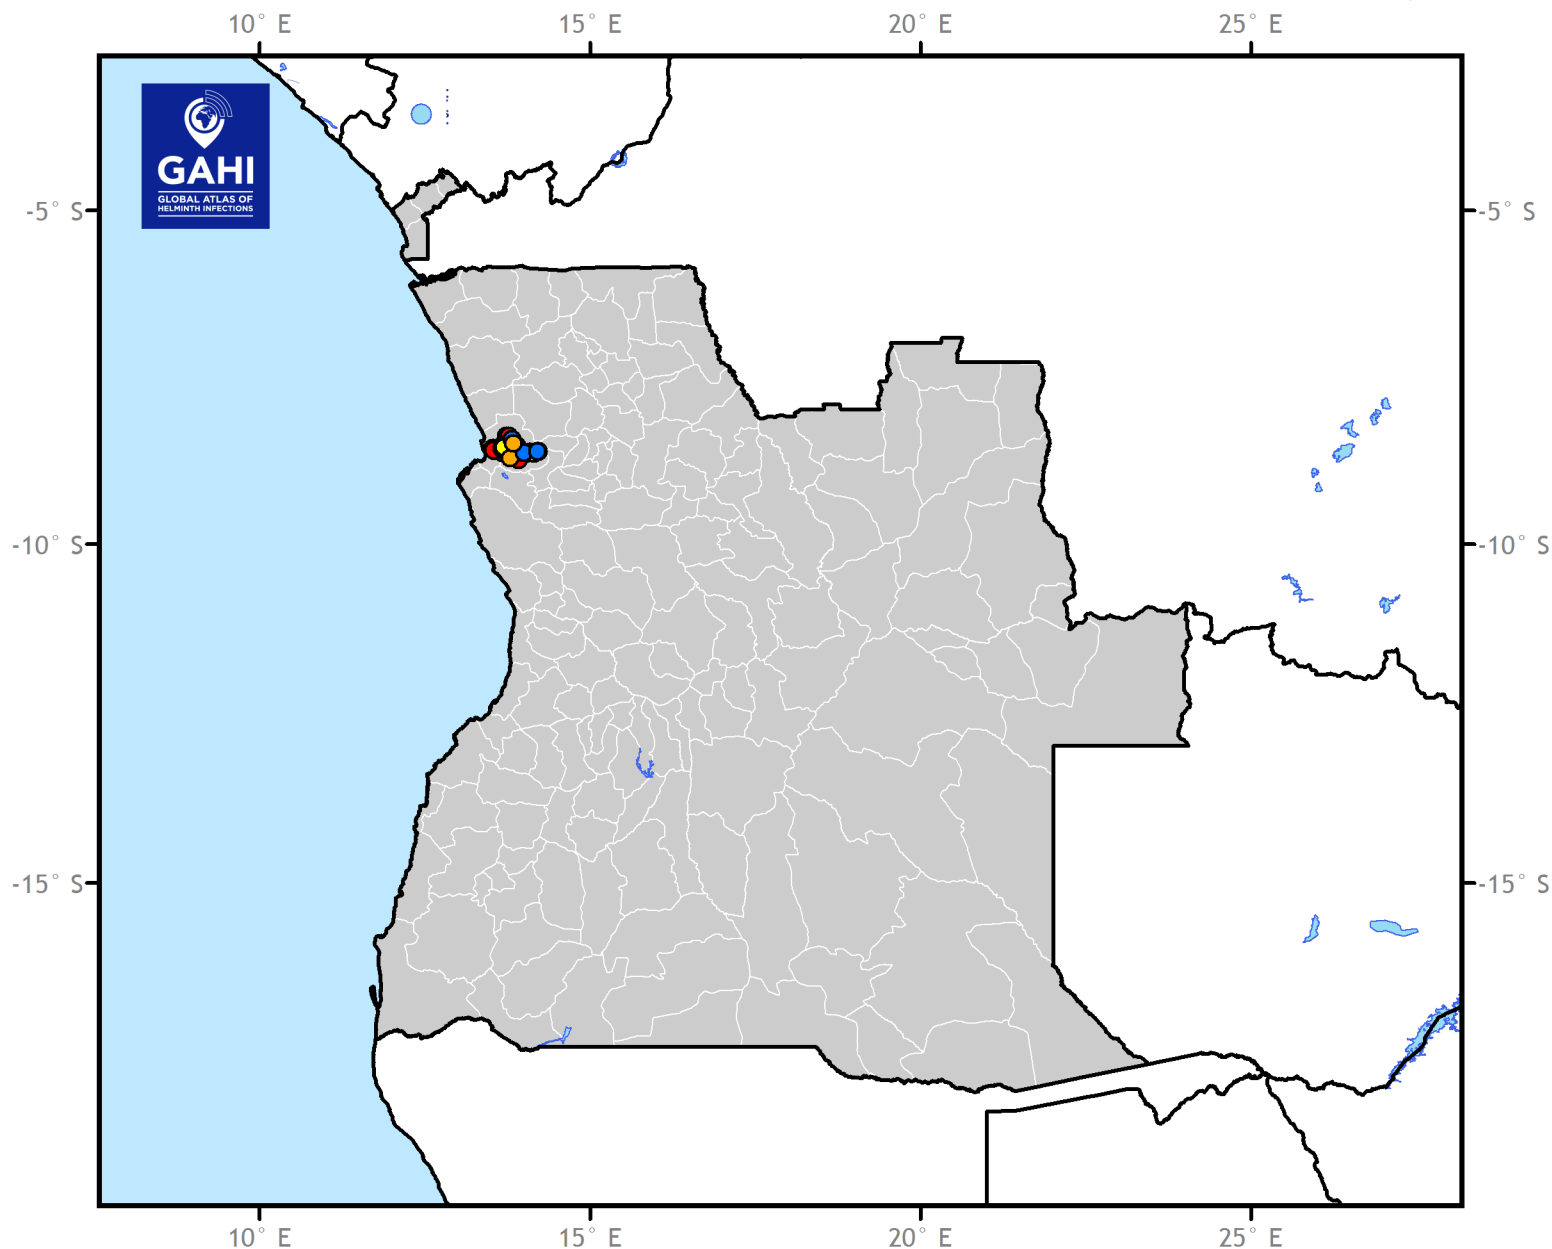 10° E 15° E 20° E 25° E
GAHI
GLOBAL ATLAS OF
HELMINTH INFECTIONS
-5° S -5° S
-10° S -10° S
-15° S -15° S
10° E 15° E 20° E 25° E